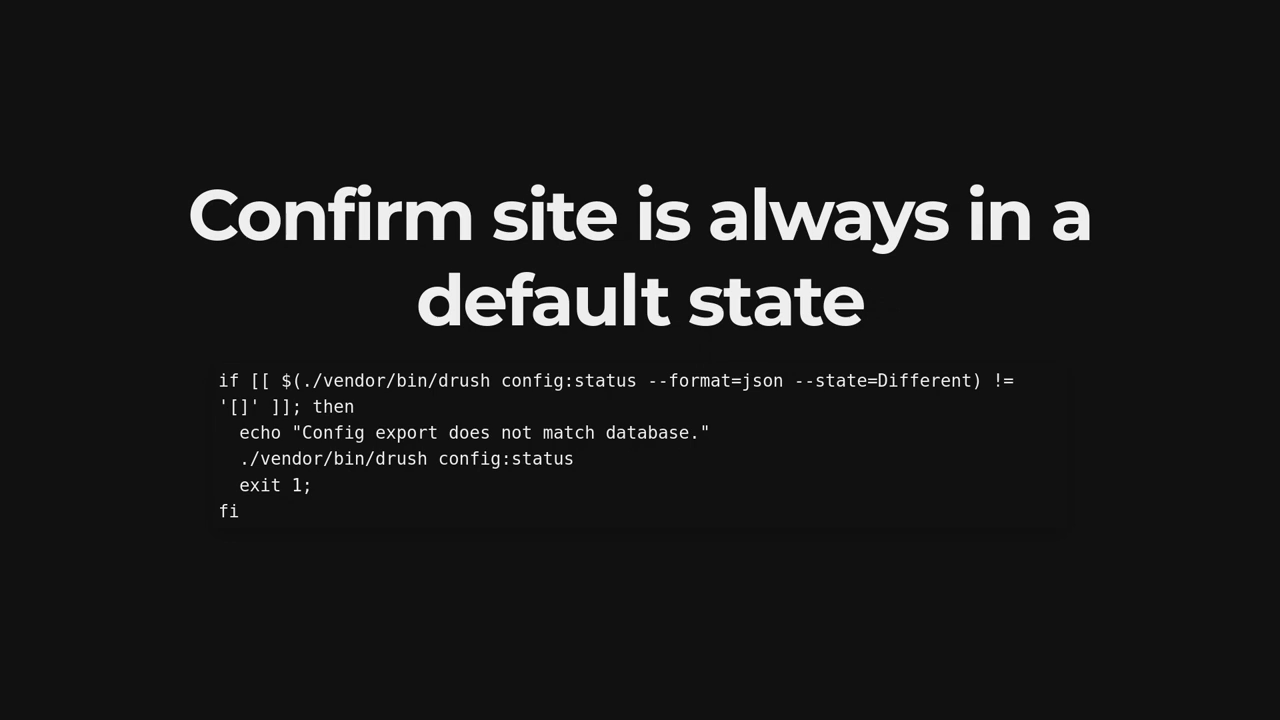 Confirm site is always in a
default state
if [[ $(./vendor/bin/drush config:status --format=json --state=Different) !=
'[]' ]]; then
  echo "Config export does not match database."
  ./vendor/bin/drush config:status
  exit 1;
fi